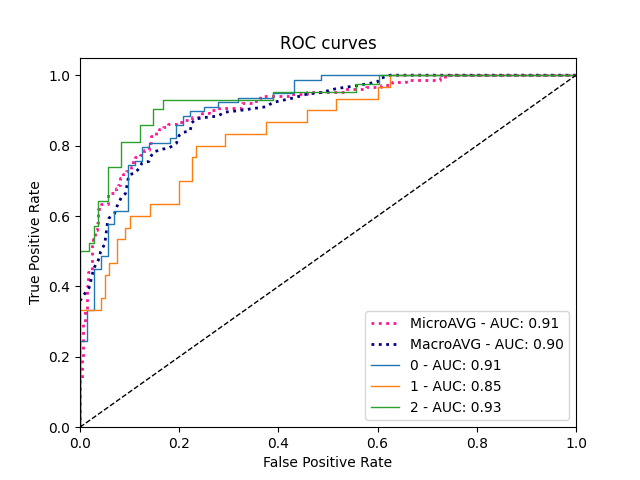 ROC curves
True Positive Rate
1.0
0.8
0.6
0.4
0.2
0.0
MicroAVG - AUC: 0.91
MacroAVG - AUC: 0.90
0 - AUC: 0.91
1 - AUC: 0.85
2 - AUC: 0.93
0.0 0.2 0.4 0.6 0.8 1.0
False Positive Rate